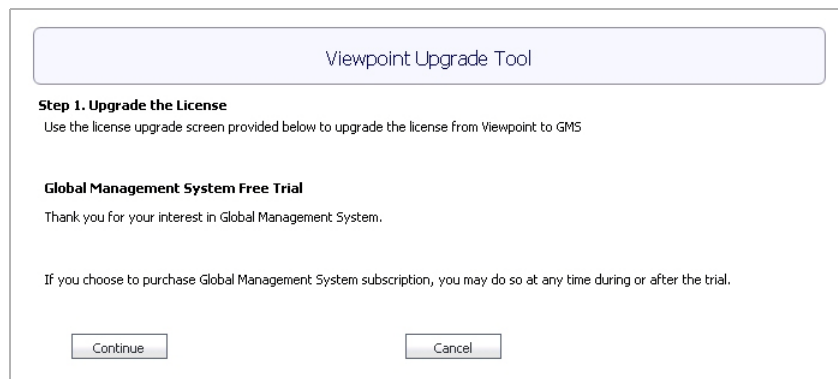 Viewpoint Upgrade Tool
Step 1. Upgrade the License
Use the license upgrade screen provided below to upgrade the license from Viewpoint to GMS
Global Management System Free Trial
Thank you for your interest in Global Management System.
If you choose to purchase Global Management System subscription, you may do so at any time during or after the trial.
Continue Cancel